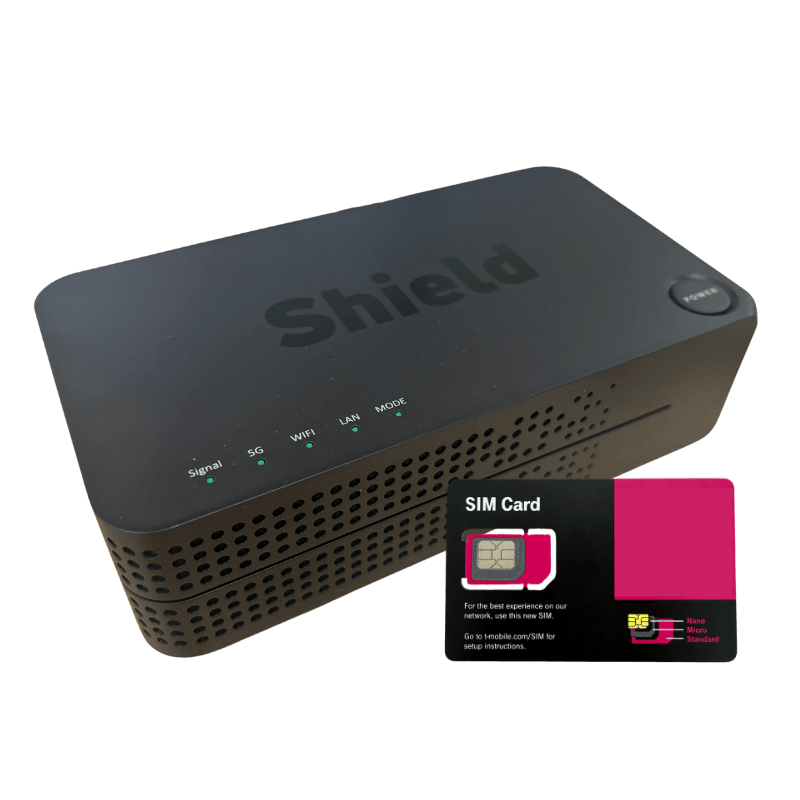 Shield
POWER
Signal
5G
WIFI
LAN
MODE
SIM Card
For the best experience on our
network, use this new SIM.
Go to t-mobile.com/SIM for
setup instructions.
Nano
Micro
Standard